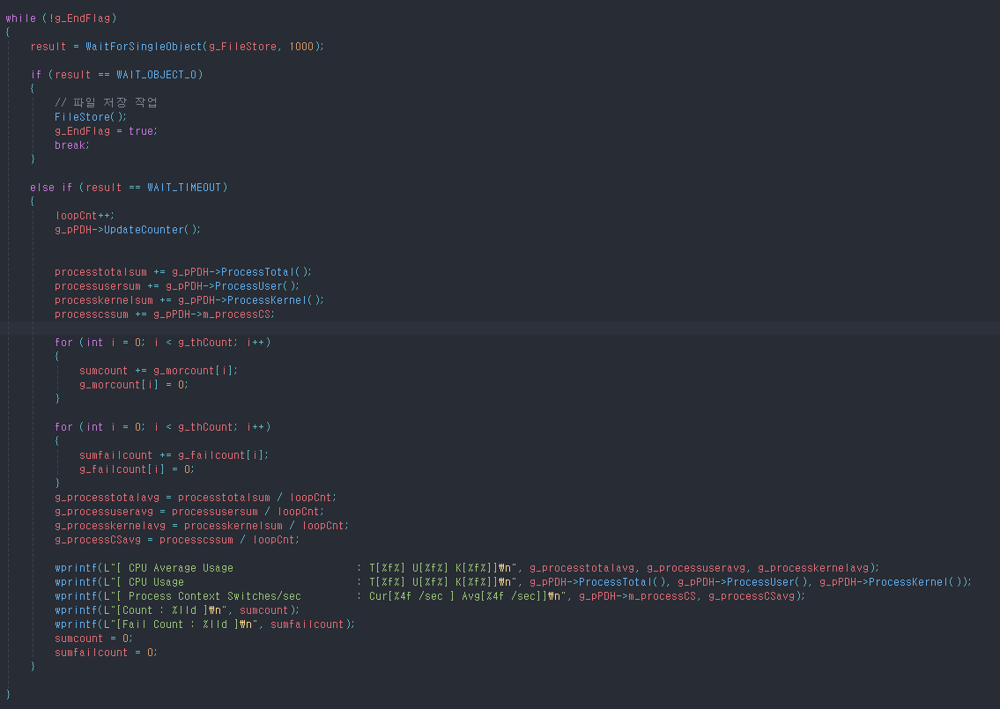 while (!g_EndFlag)
{
result = WaitForSingleObject(g_FileStore, 1000);
if (result == WAIT_OBJECT_0)
{
// 파일 저장 작업
FileStore();
g_EndFlag = true;
break;
}
else if (result == WAIT_TIMEOUT)
{
loopCnt++;
g_pPDH->UpdateCounter();
processtotalsum += g_pPDH->ProcessTotal();
processusersum += g_pPDH->ProcessUser();
processkernelsum += g_pPDH->ProcessKernel();
processcssum += g_pPDH->m_processCS;
for (int i = 0; i < g_thCount; i++)
{
sumcount += g_morcount[i];
g_morcount[i] = 0;
}
for (int i = 0; i < g_thCount; i++)
{
sumfailcount += g_failcount[i];
g_failcount[i] = 0;
}
g_processtotalavg = processtotalsum / loopCnt;
g_processuseravg = processusersum / loopCnt;
g_processkernelavg = processkernelsum / loopCnt;
g_processCSavg = processcssum / loopCnt;
wprintf(L"[ CPU Average Usage : T[%f%] U[%f%] K[%f%]]₩n", g_processtotalavg, g_processuseravg, g_processkernelavg);
wprintf(L"[ CPU Usage : T[%f%] U[%f%] K[%f%]]₩n", g_pPDH->ProcessTotal(), g_pPDH->ProcessUser(), g_pPDH->ProcessKernel());
wprintf(L"[ Process Context Switches/sec : Cur[%4f /sec ] Avg[%4f /sec]]₩n", g_pPDH->m_processCS, g_processCSavg);
wprintf(L"[Count : %lld ]₩n", sumcount);
wprintf(L"[Fail Count : %lld ]₩n", sumfailcount);
sumcount = 0;
sumfailcount = 0;
}
}